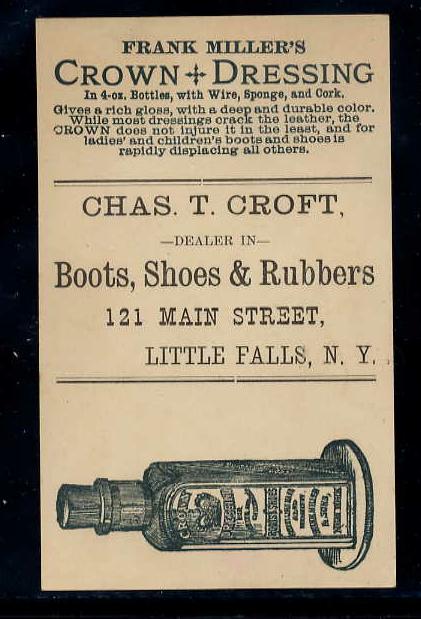 FRANK MILLER'S
CROWN + DRESSING
In 4-oz. Bottles, with Wire, Sponge, and Cork.
Gives a rich gloss, with a deep and durable color.
While most dressings crack the leather, the
CROWN does not injure it in the least, and for
ladies' and children's boots and shoes is
rapidly displacing all others.
CHAS. T. CROFT,
—DEALER IN—
Boots, Shoes & Rubbers
121 MAIN STREET,
LITTLE FALLS, N. Y.
CROWN
DRESSING